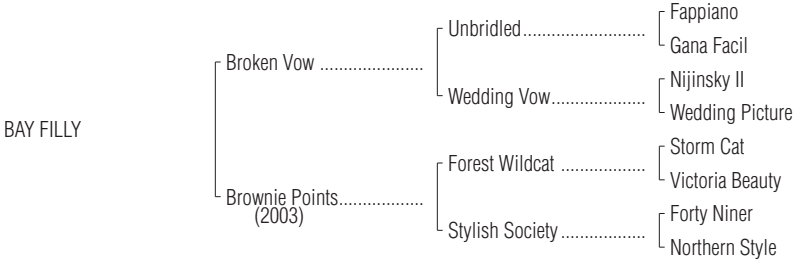 Fappiano
Unbridled..........................
Gana Facil
Broken Vow ......................
Nijinsky II
Wedding Vow....................
Wedding Picture
BAY FILLY
Storm Cat
Forest Wildcat ..................
Victoria Beauty
Brownie Points..................
(2003)
Forty Niner
Stylish Society..................
Northern Style